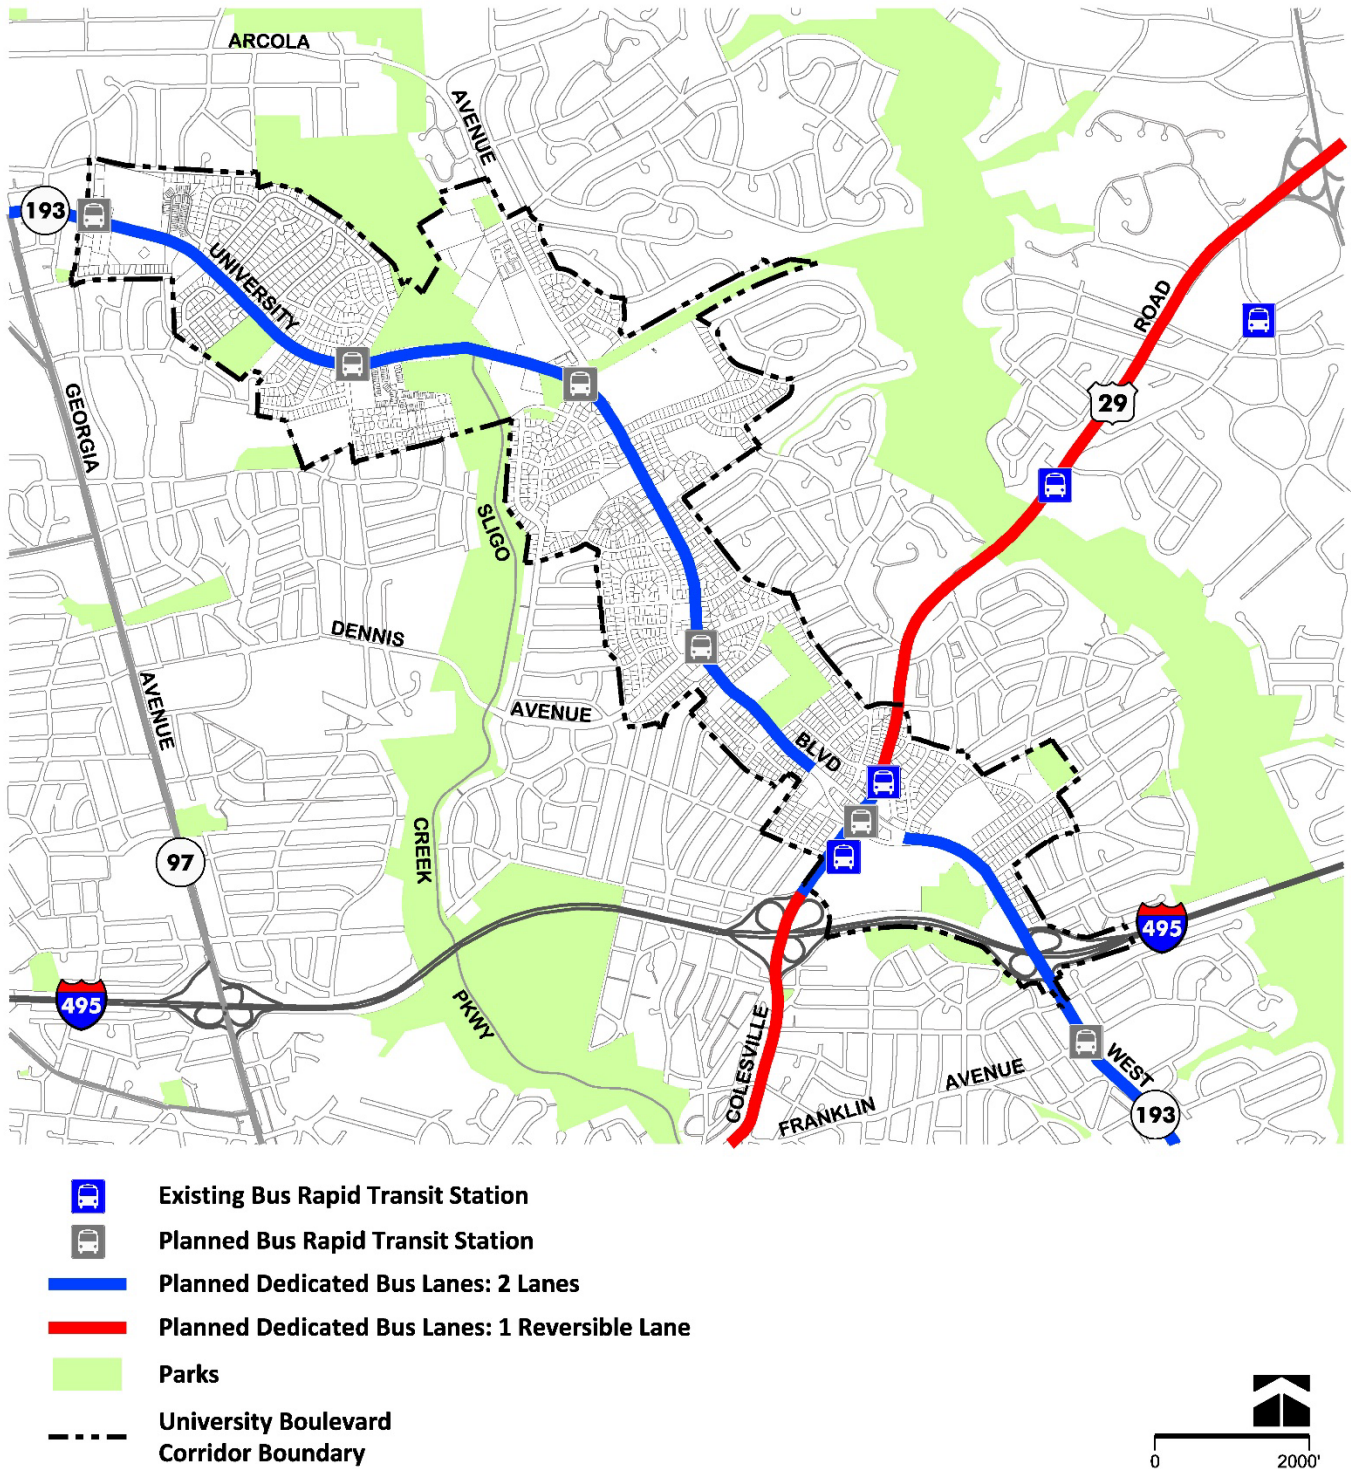 ARCOLA
AVENUE
193
UNIVERSITY
ROAD
29
GEORGIA
SLIGO
DENNIS
AVENUE
AVENUE
BLVD
97
CREEK
495
495
PKWY
COLESVILLE
WEST
AVENUE
FRANKLIN
193
Existing Bus Rapid Transit Station
Planned Bus Rapid Transit Station
Planned Dedicated Bus Lanes: 2 Lanes
Planned Dedicated Bus Lanes: 1 Reversible Lane
Parks
University Boulevard
Corridor Boundary
0 2000'